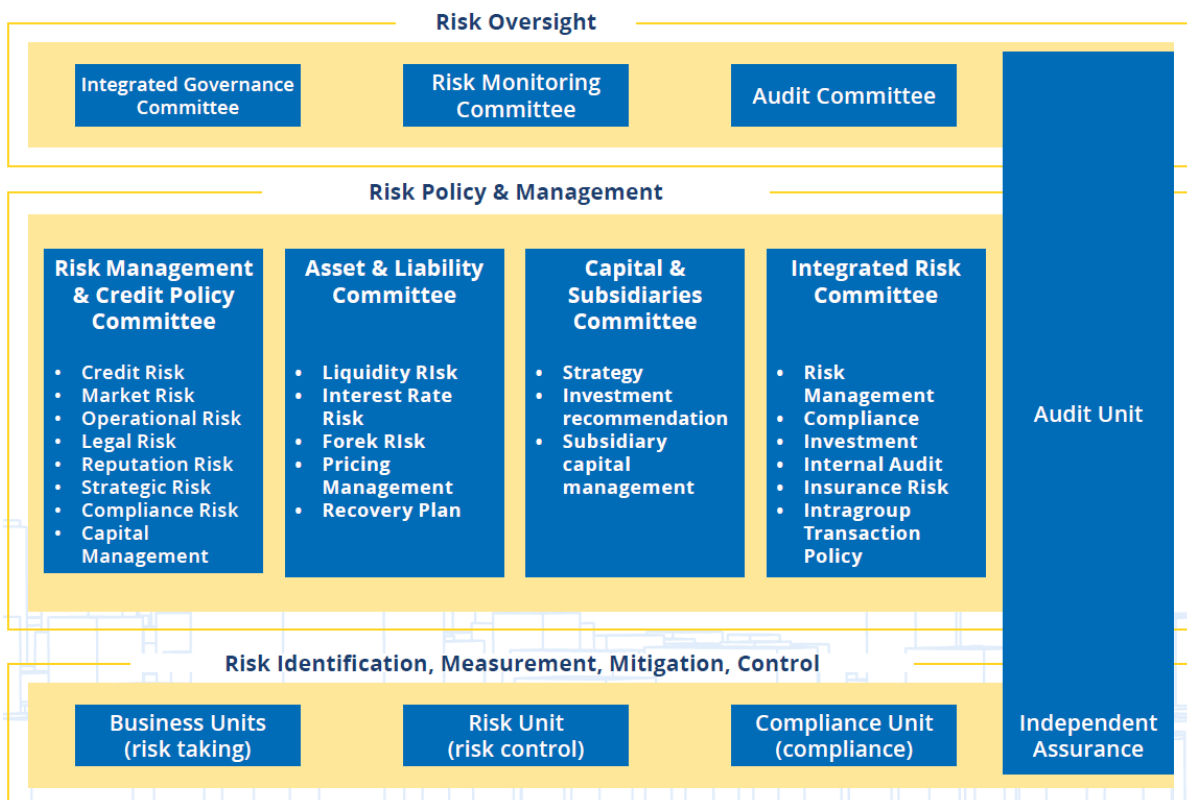 Risk Oversight
Integrated Governance
Committee
Risk Monitoring
Committee
Audit Committee
Risk Policy & Management
Risk Management
& Credit Policy
Committee
• Credit Risk
• Market Risk
• Operational Risk
• Legal Risk
• Reputation Risk
• Strategic Risk
• Compliance Risk
• Capital
Management
Asset & Liability
Committee
• Liquidity RIsk
• Interest Rate
Risk
• Forek RIsk
• Pricing
Management
• Recovery Plan
Capital &
Subsidiaries
Committee
• Strategy
• Investment
recommendation
• Subsidiary
capital
management
Integrated Risk
Committee
• Risk
Management
• Compliance
• Investment
• Internal Audit
• Insurance Risk
• Intragroup
Transaction
Policy
Audit Unit
Risk Identification, Measurement, Mitigation, Control
Business Units
(risk taking)
Risk Unit
(risk control)
Compliance Unit
(compliance)
Independent
Assurance